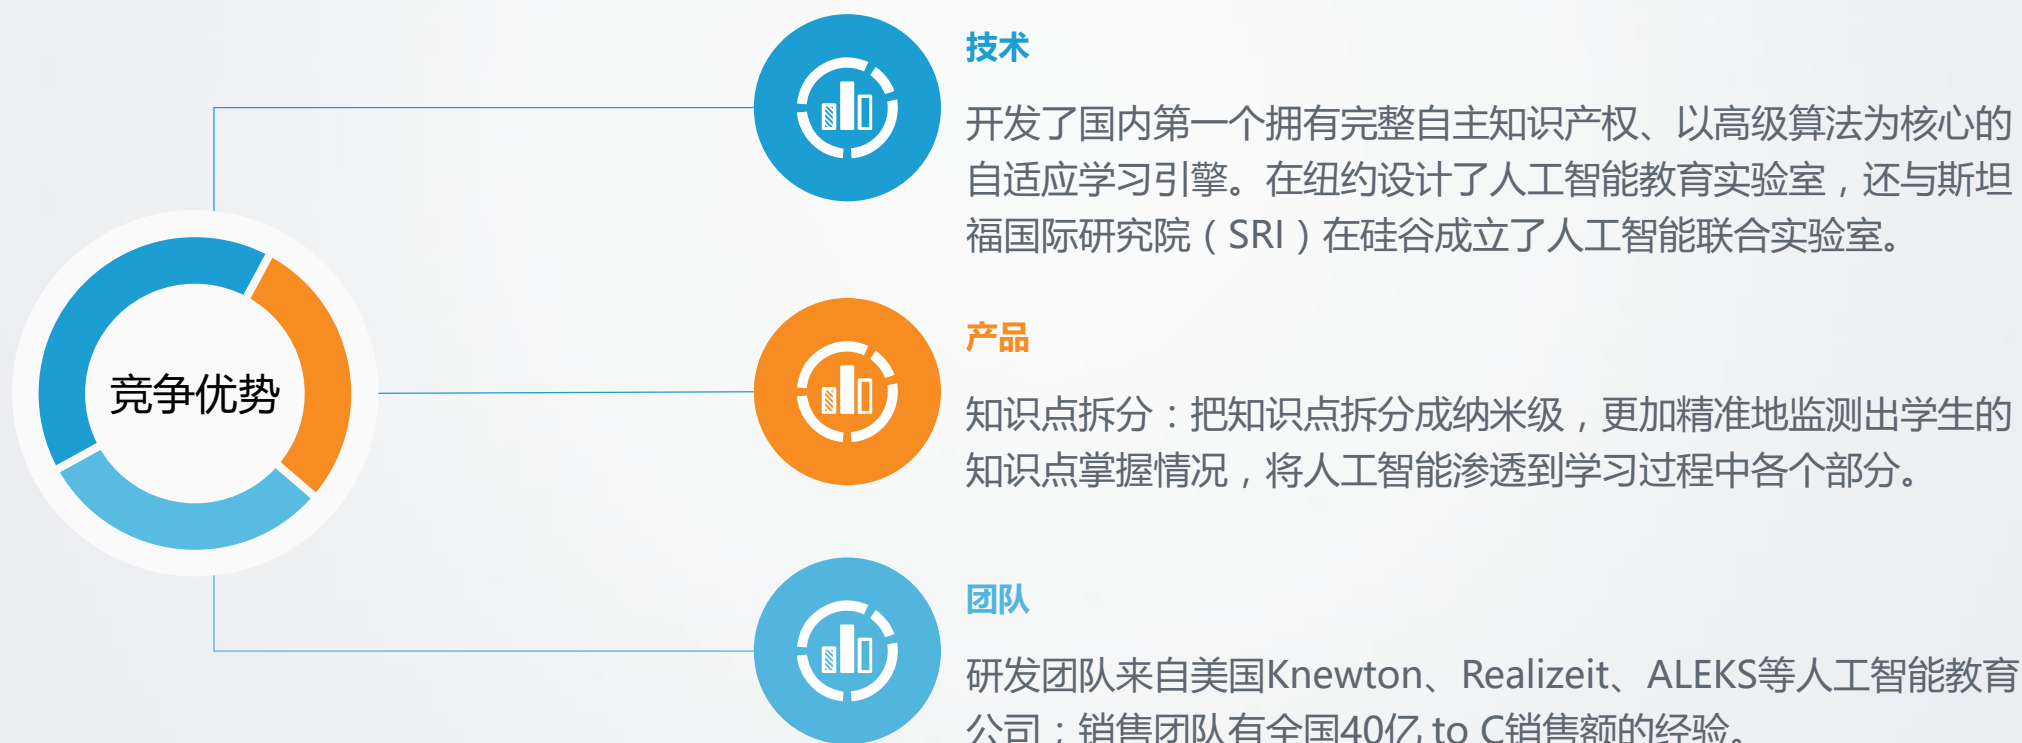 技术
开发了国内第一个拥有完整自主知识产权、以高级算法为核心的
自适应学习引擎。在纽约设计了人工智能教育实验室，还与斯坦
福国际研究院（SRI）在硅谷成立了人工智能联合实验室。
竞争优势
产品
知识点拆分：把知识点拆分成纳米级，更加精准地监测出学生的
知识点掌握情况，将人工智能渗透到学习过程中各个部分。
团队
研发团队来自美国Knewton、Realizeit、ALEKS等人工智能教育
公司；销售团队有全国40亿 to C销售额的经验。